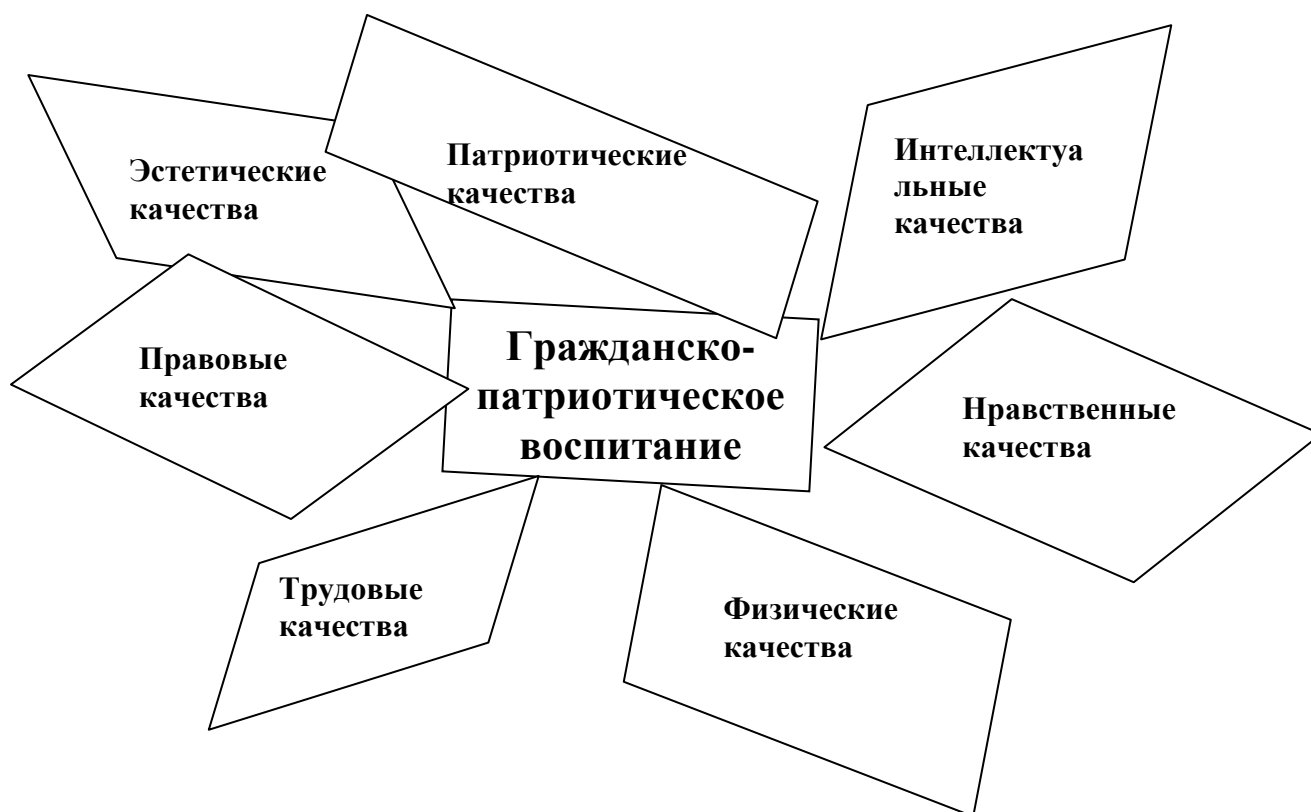 Эстетические
качества
Патриотические
качества
Интеллектуа
льные
качества
Правовые
качества
Гражданско-
патриотическое
воспитание
Нравственные
качества
Трудовые
качества
Физические
качества